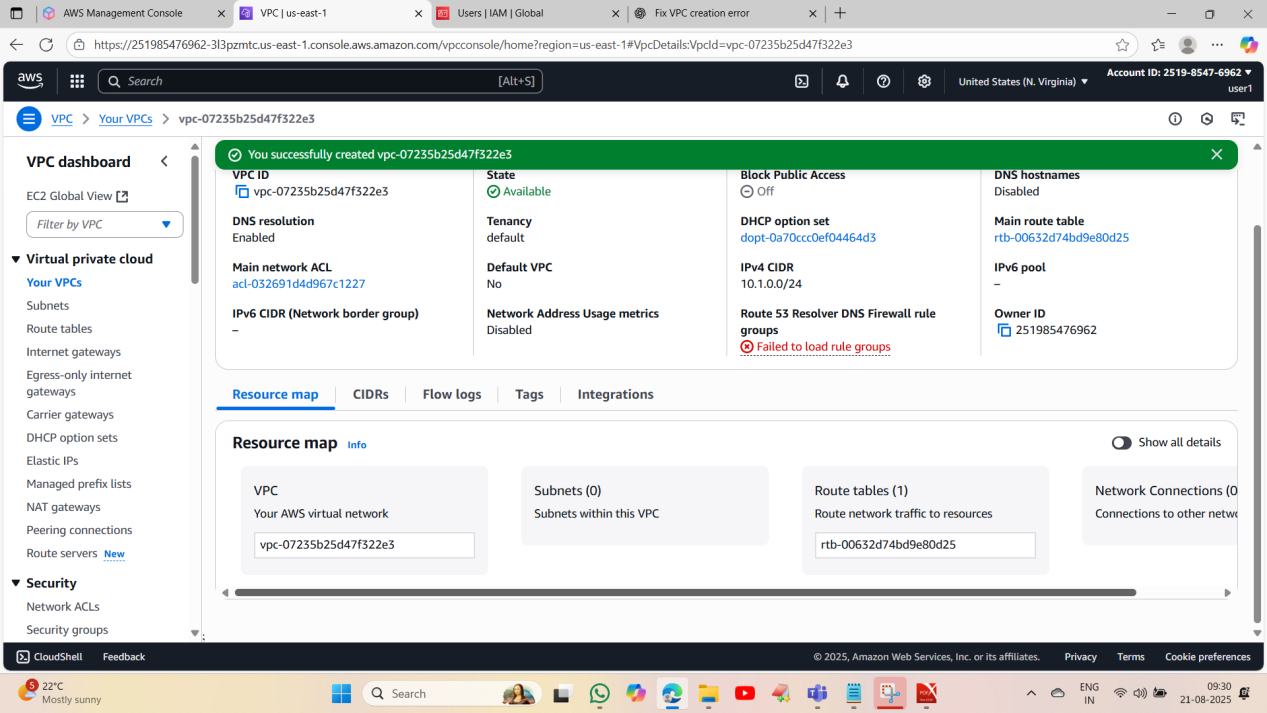 AWS Management Console
VPC | us-east-1
Users | IAM | Global
Fix VPC creation error
https://251985476962-3l3pzmtc.us-east-1.console.aws.amazon.com/vpcconsole/home?region=us-east-1#VpcDetails:VpcId=vpc-07235b25d47f322e3
aws
Search
[Alt+S]
United States (N. Virginia)
Account ID: 2519-8547-6962
user1
VPC
Your VPCs
vpc-07235b25d47f322e3
VPC dashboard
EC2 Global View
Filter by VPC
Virtual private cloud
Your VPCs
Subnets
Route tables
Internet gateways
Egress-only internet
gateways
Carrier gateways
DHCP option sets
Elastic IPs
Managed prefix lists
NAT gateways
Peering connections
Route servers New
Security
Network ACLs
Security groups
You successfully created vpc-07235b25d47f322e3
VPC ID
vpc-07235b25d47f322e3
State
Available
Block Public Access
Off
DNS hostnames
Disabled
DNS resolution
Enabled
Tenancy
default
DHCP option set
dopt-0a70ccc0ef04464d3
Main route table
rtb-00632d74bd9e80d25
Main network ACL
acl-032691d4d967c1227
Default VPC
No
IPv4 CIDR
10.1.0.0/24
IPv6 pool
–
IPv6 CIDR (Network border group)
–
Network Address Usage metrics
Disabled
Route 53 Resolver DNS Firewall rule
groups
Failed to load rule groups
Owner ID
251985476962
Resource map
CIDRs
Flow logs
Tags
Integrations
Resource map Info
Show all details
VPC
Your AWS virtual network
vpc-07235b25d47f322e3
Subnets (0)
Subnets within this VPC
Route tables (1)
Route network traffic to resources
rtb-00632d74bd9e80d25
Network Connections (0
Connections to other netwo
CloudShell
Feedback
© 2025, Amazon Web Services, Inc. or its affiliates.
Privacy
Terms
Cookie preferences
5
22°C
Mostly sunny
Search
PDF
ENG
IN
09:30
21-08-2025